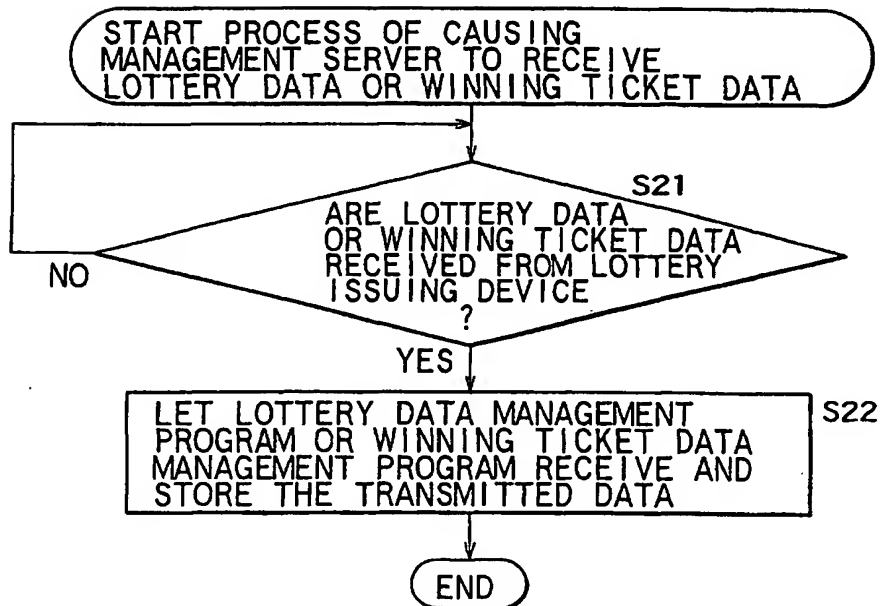 START PROCESS OF CAUSING
MANAGEMENT SERVER TO RECEIVE
LOTTERY DATA OR WINNING TICKET DATA
S21
ARE LOTTERY DATA
OR WINNING TICKET DATA
RECEIVED FROM LOTTERY
ISSUING DEVICE
?
NO
YES
LET LOTTERY DATA MANAGEMENT
PROGRAM OR WINNING TICKET DATA
MANAGEMENT PROGRAM RECEIVE AND
STORE THE TRANSMITTED DATA
S22
END